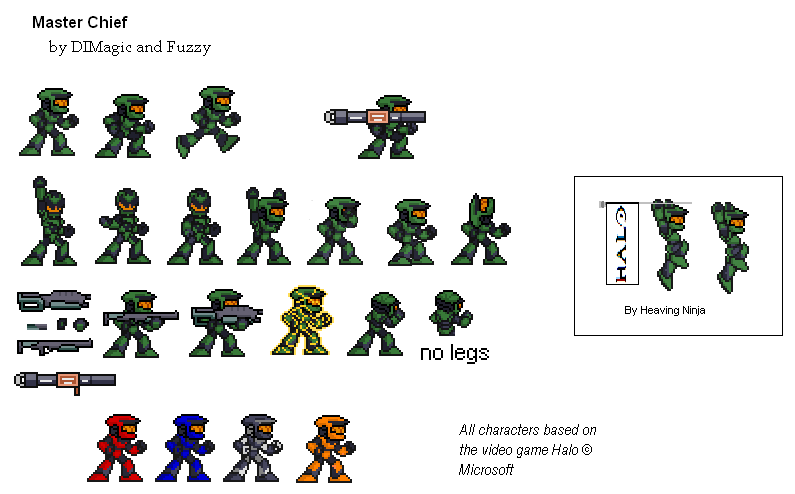 Master Chief
by DIMagic and Fuzzy
HALO
By Heaving Ninja
no legs
All characters based on
the video game Halo ©
Microsoft